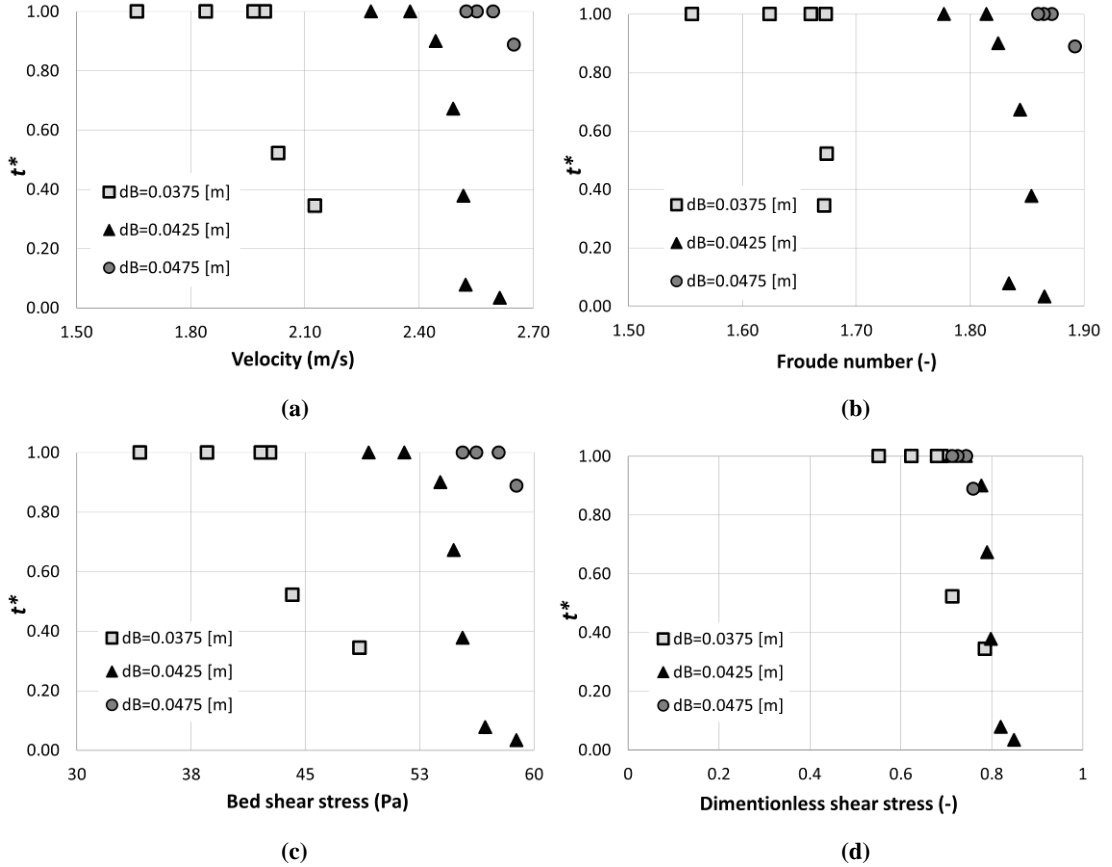 1.00
0.80
0.60
0.40
0.20
0.00
t*
dB=0.0375 [m]
dB=0.0425 [m]
dB=0.0475 [m]
1.50 1.80 2.10 2.40 2.70
Velocity (m/s)
(a)
1.00
0.80
0.60
0.40
0.20
0.00
t*
dB=0.0375 [m]
dB=0.0425 [m]
dB=0.0475 [m]
1.50 1.60 1.70 1.80 1.90
Froude number (-)
(b)
1.00
0.80
0.60
0.40
0.20
0.00
t*
dB=0.0375 [m]
dB=0.0425 [m]
dB=0.0475 [m]
30 38 45 53 60
Bed shear stress (Pa)
(c)
1.00
0.80
0.60
0.40
0.20
0.00
t*
dB=0.0375 [m]
dB=0.0425 [m]
dB=0.0475 [m]
0 0.2 0.4 0.6 0.8 1
Dimentionless shear stress (-)
(d)